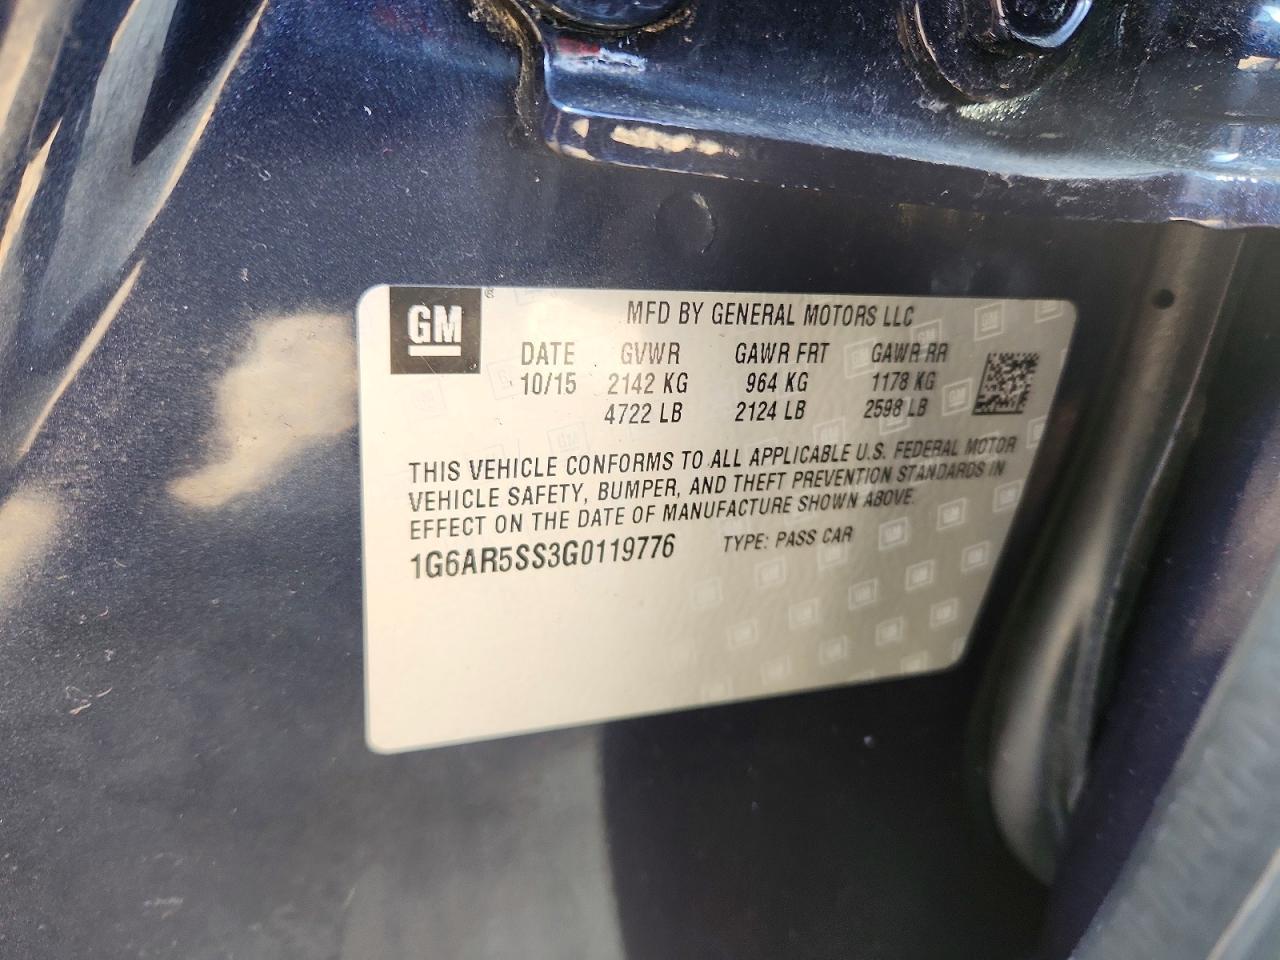 GM ®
MFD BY GENERAL MOTORS LLC
DATE GVWR GAWR FRT GAWR RR
10/15 2142 KG 964 KG 1178 KG
4722 LB 2124 LB 2598 LB
THIS VEHICLE CONFORMS TO ALL APPLICABLE U.S. FEDERAL MOTOR
VEHICLE SAFETY, BUMPER, AND THEFT PREVENTION STANDARDS IN
EFFECT ON THE DATE OF MANUFACTURE SHOWN ABOVE.
1G6AR5SS3G0119776 TYPE: PASS CAR